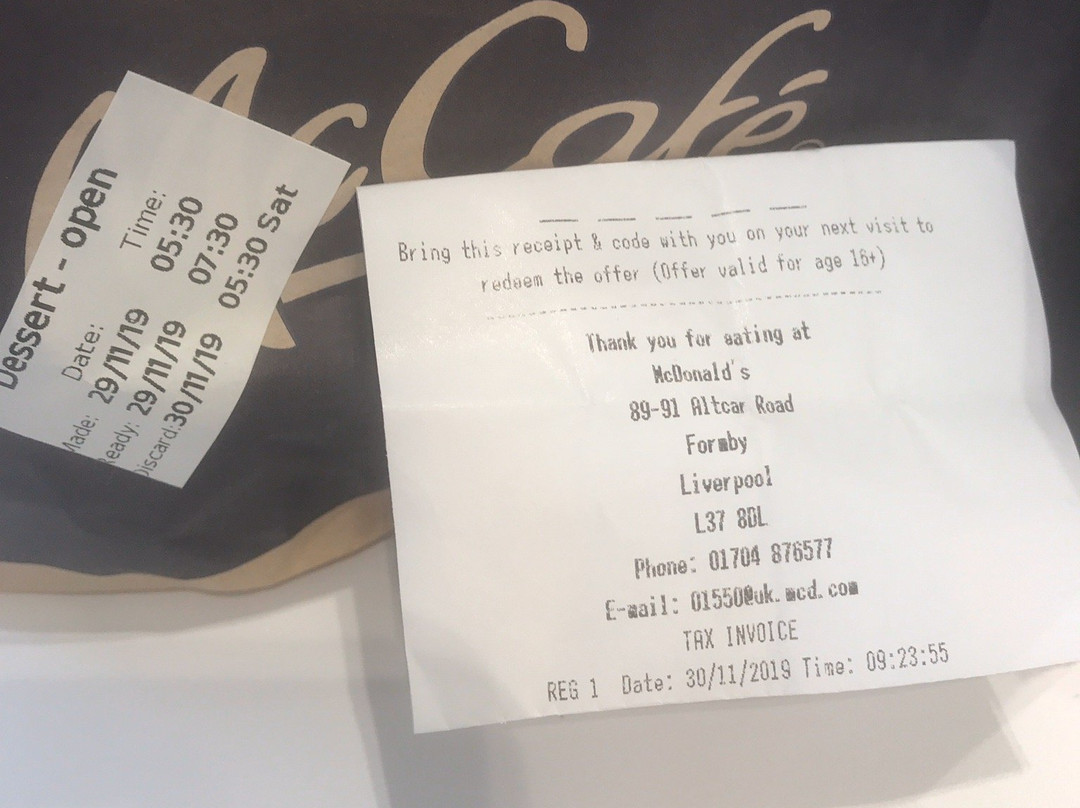 McCafé
Dessert - open
Date: Time:
Made: 29/11/19 05:30
Ready: 29/11/19 07:30
Discard: 30/11/19 05:30 Sat
Bring this receipt & code with you on your next visit to
redeem the offer (Offer valid for age 16+)
Thank you for eating at
McDonald's
89-91 Altcar Road
Formby
Liverpool
L37 8DL
Phone: 01704 876577
E-mail: 01550@uk.mcd.com
TAX INVOICE
REG 1 Date: 30/11/2019 Time: 09:23:55